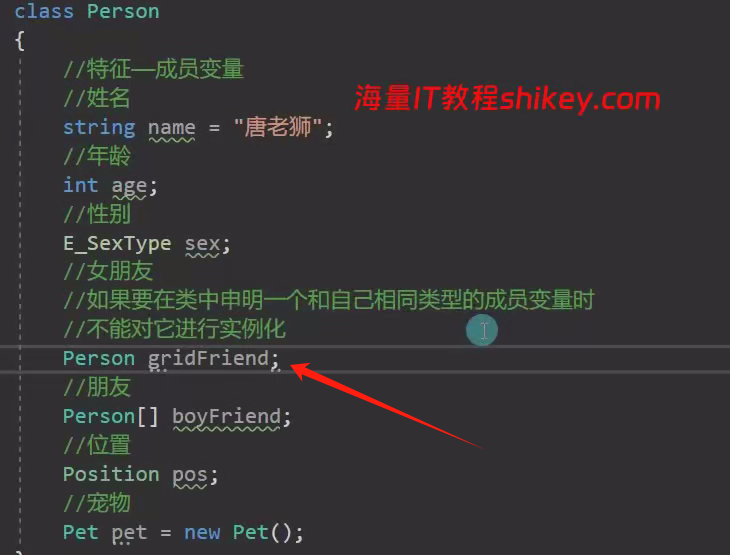 class Person
{
//特征——成员变量
海量IT教程shikey.com
//姓名
string name = "唐老狮";
//年龄
int age;
//性别
E_SexType sex;
//女朋友
//如果要在类中申明一个和自己相同类型的成员变量时
//不能对它进行实例化
Person gridFriend;
//朋友
Person[] boyFriend;
//位置
Position pos;
//宠物
Pet pet = new Pet();
}